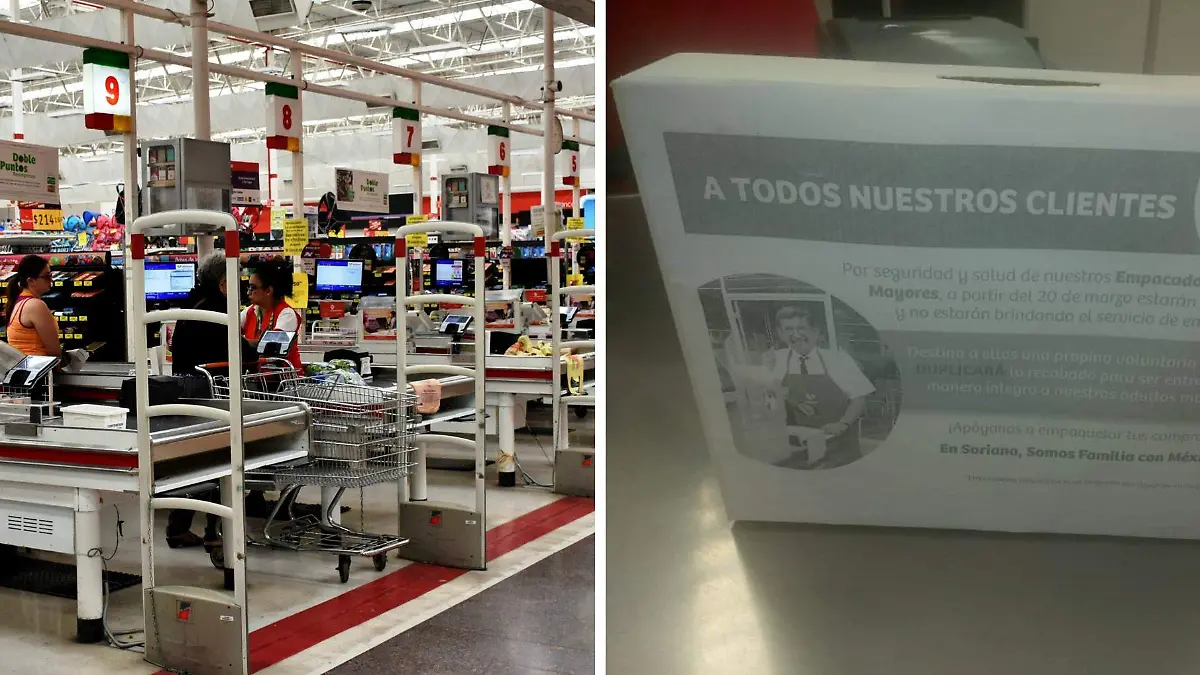 9
8
7
6
5
Doble
Puntos
Doble
Puntos
$214
A TODOS NUESTROS CLIENTES
Por seguridad y salud de nuestros Empacado
Mayores, a partir del 20 de marzo estarán
y no estarán brindando el servicio de em
Destina a ellos una propina voluntaria
DUPLICARÁ lo recabado para ser entr
manera íntegra a nuestros adultos m
¡Apóyanos a empaquetar tus compr
En Soriana, Somos Familia con Méx